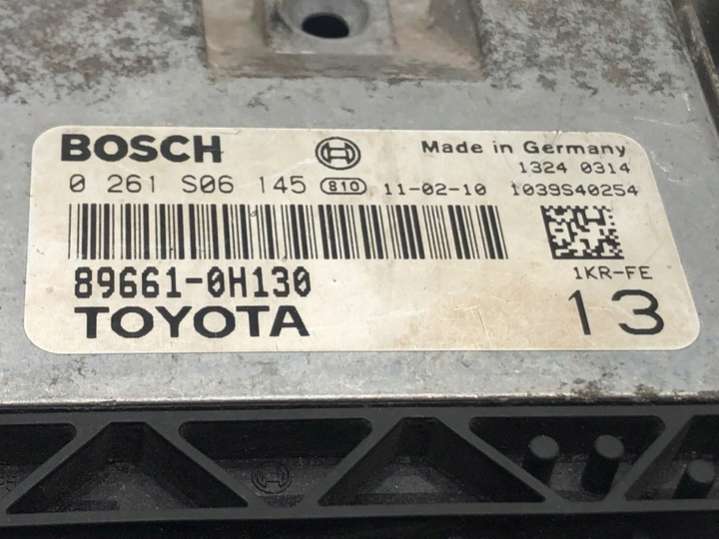 BOSCH Made in Germany
1324 0314
0 261 S06 145 810 11-02-10 1039S40254
89661-0H130 1KR-FE
TOYOTA 13